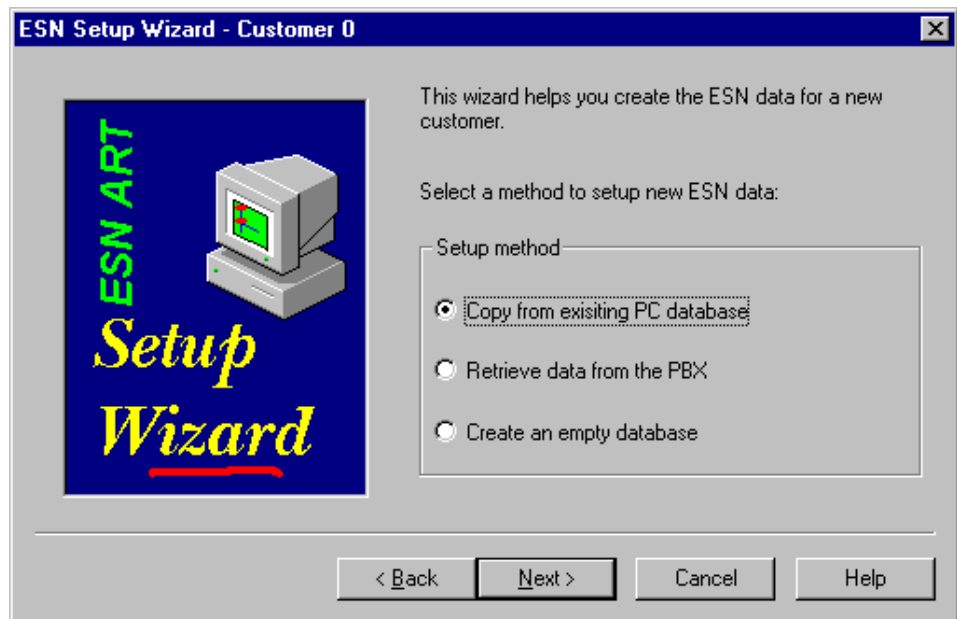 ESN Setup Wizard - Customer 0
ESN ART
Setup
Wizard
This wizard helps you create the ESN data for a new
customer.
Select a method to setup new ESN data:
Setup method
Copy from exisiting PC database
Retrieve data from the PBX
Create an empty database
< Back
Next >
Cancel
Help